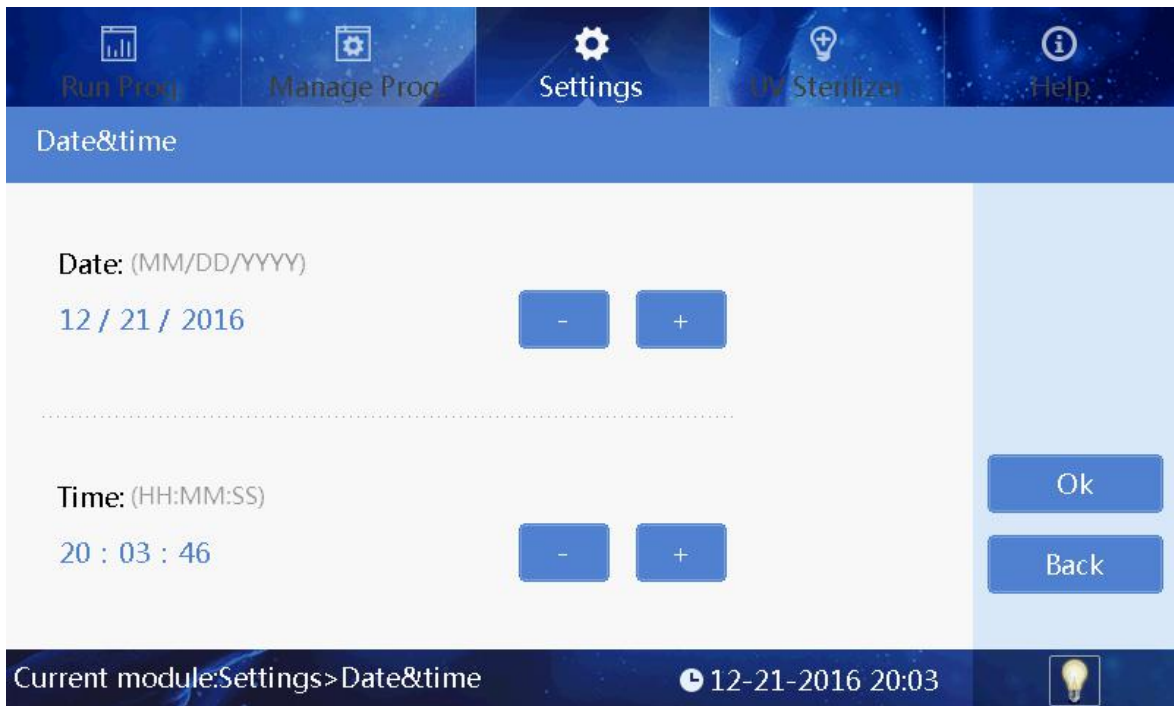 Run Prog.
Manage Prog.
Settings
UV Sterilizer
Help
Date&time
Date: (MM/DD/YYYY)
12 / 21 / 2016
- +
Time: (HH:MM:SS)
20 : 03 : 46
- +
Ok
Back
Current module:Settings>Date&time
12-21-2016 20:03